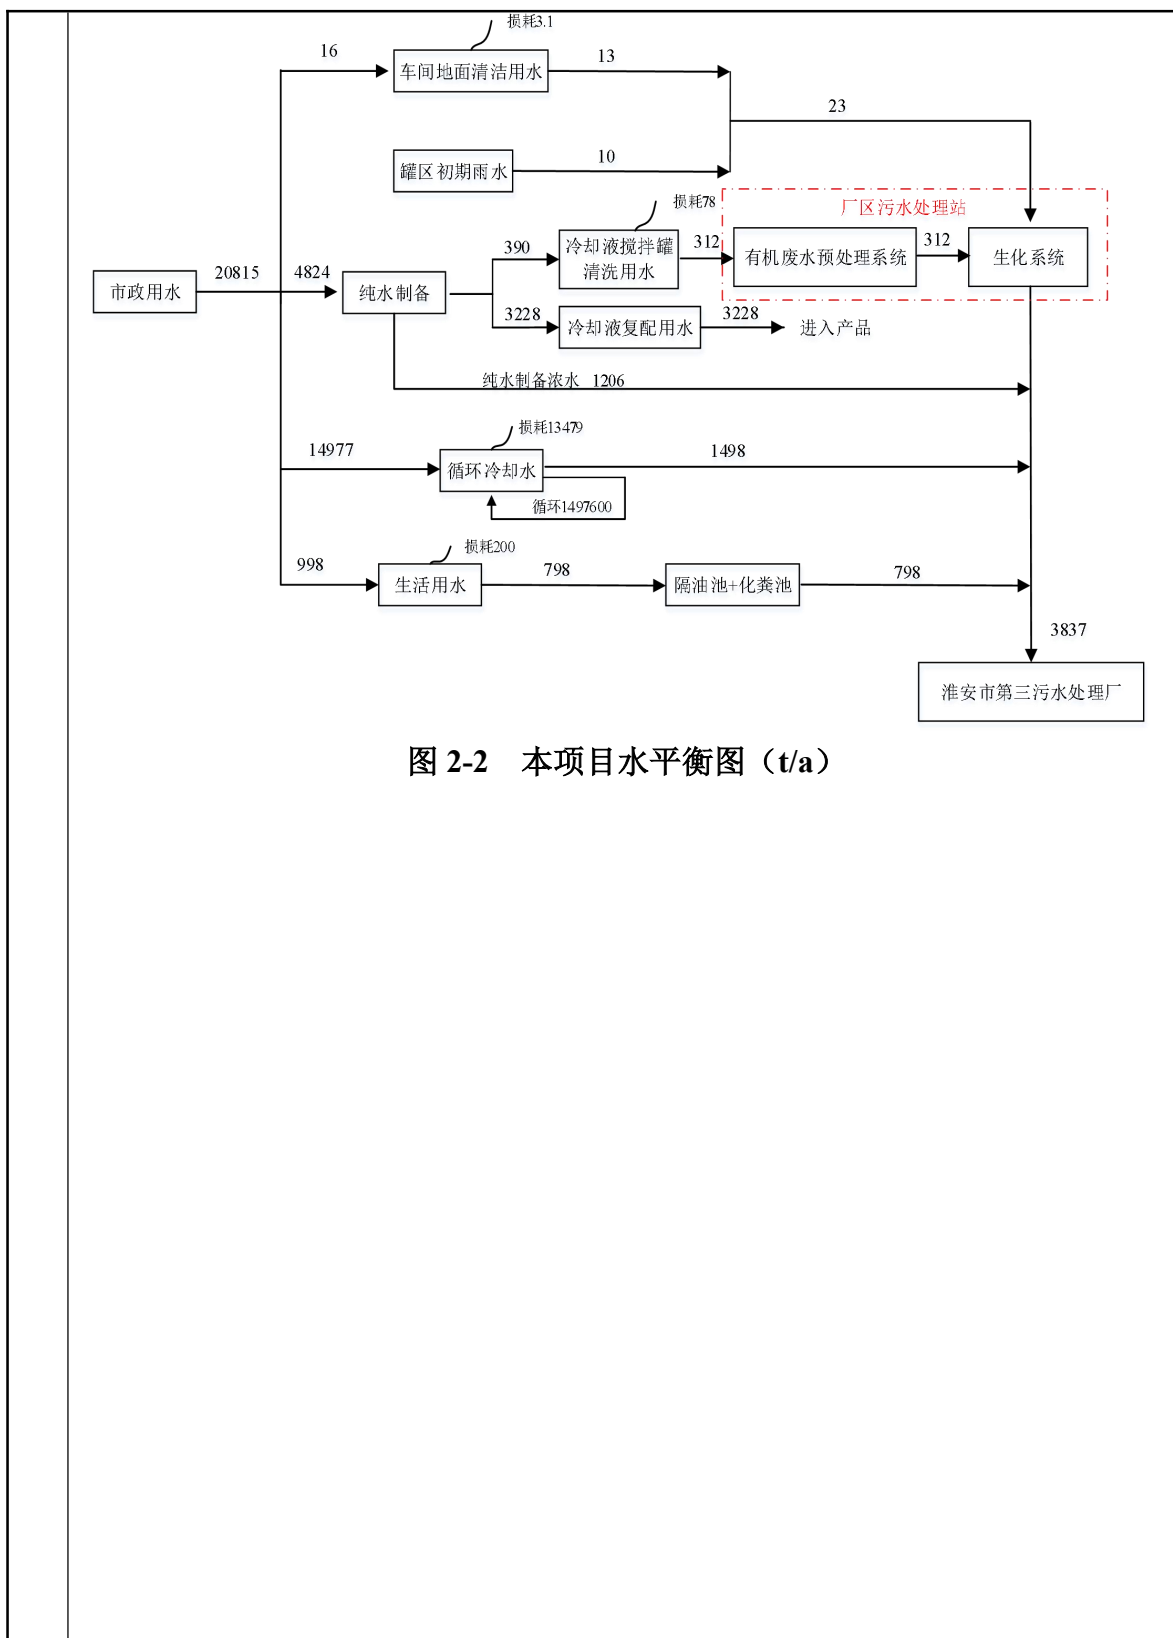 损耗3.1
16
车间地面清洁用水
13
23
罐区初期雨水
10
损耗78
厂区污水处理站
390
冷却液搅拌罐
清洗用水
312
有机废水预处理系统
312
生化系统
市政用水
20815
4824
纯水制备
3228
冷却液复配用水
3228
进入产品
纯水制备浓水 1206
损耗13479
14977
循环冷却水
1498
循环1497600
损耗200
998
生活用水
798
隔油池+化粪池
798
3837
淮安市第三污水处理厂
图 2-2 本项目水平衡图（t/a）